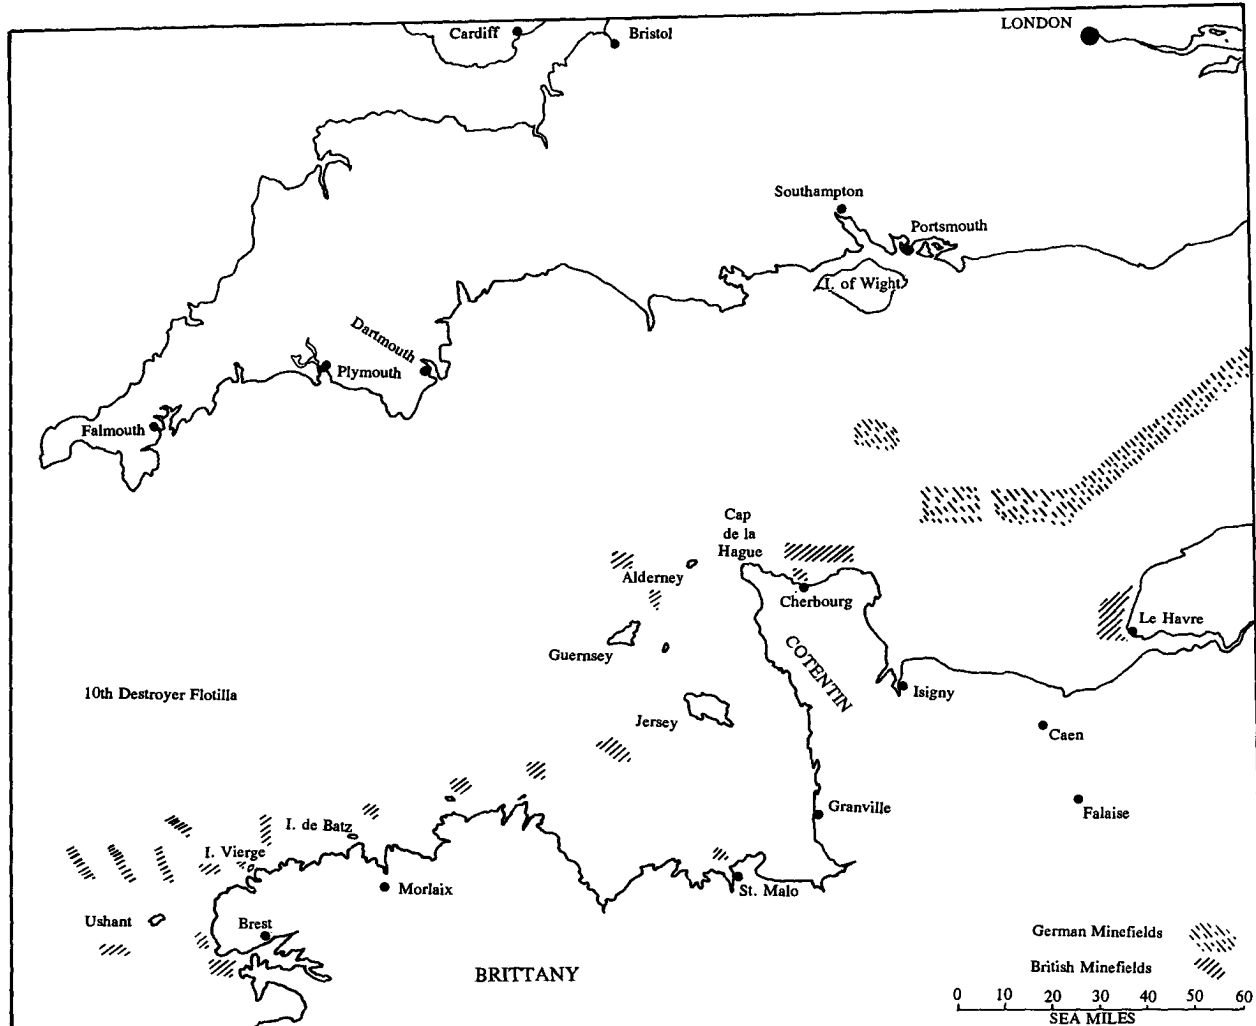 Cardiff
Bristol
LONDON
Southampton
Portsmouth
I. of Wight
Dartmouth
Plymouth
Falmouth
Cap
de la
Hague
Alderney
Cherbourg
Le Havre
Guernsey
COTENTIN
10th Destroyer Flotilla
Isigny
Jersey
Caen
Granville
Falaise
I. de Batz
I. Vierge
Morlaix
St. Malo
Ushant
Brest
BRITTANY
German Minefields
British Minefields
0 10 20 30 40 50 60
SEA MILES